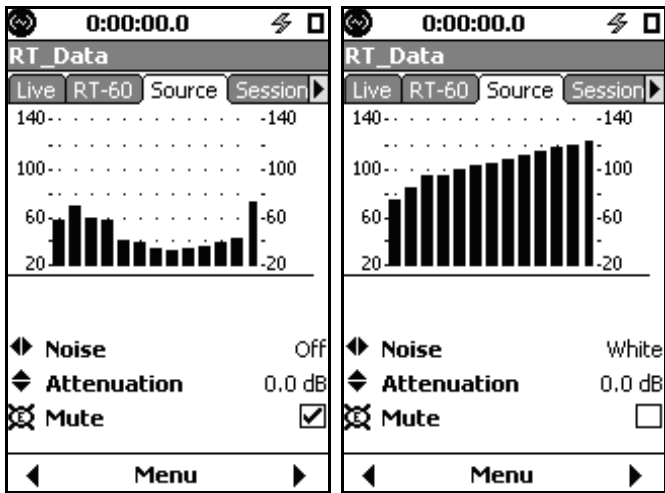 0:00:00.0
RT_Data
Live RT-60 Source Session
140 -140
100 -100
60 -60
20 -20
Noise Off
Attenuation 0.0 dB
E Mute
Menu
0:00:00.0
RT_Data
Live RT-60 Source Session
140 -140
100 -100
60 -60
20 -20
Noise White
Attenuation 0.0 dB
E Mute
Menu